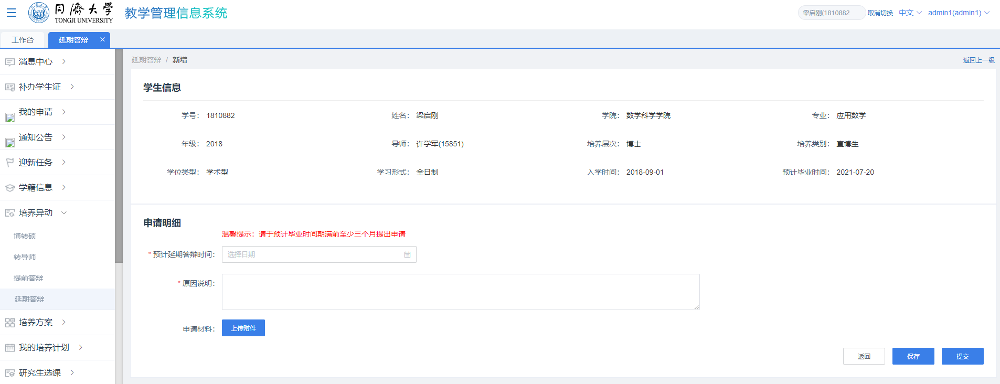 同濟大學
TONGJI UNIVERSITY
教学管理信息系统
梁启刚(1810882
取消切换
中文
admin1(admin1)
工作台
延期答辩
消息中心
补办学生证
我的申请
通知公告
迎新任务
学籍信息
培养异动
博转硕
转导师
提前答辩
延期答辩
培养方案
我的培养计划
研究生选课
延期答辩 / 新增
返回上一级
学生信息
学号： 1810882
姓名： 梁启刚
学院： 数学科学学院
专业： 应用数学
年级： 2018
导师： 许学军(15851)
培养层次： 博士
培养类别： 直博生
学位类型： 学术型
学习形式： 全日制
入学时间： 2018-09-01
预计毕业时间： 2021-07-20
申请明细
温馨提示：请于预计毕业时间期满前至少三个月提出申请
* 预计延期答辩时间： 选择日期
* 原因说明：
申请材料： 上传附件
返回
保存
提交